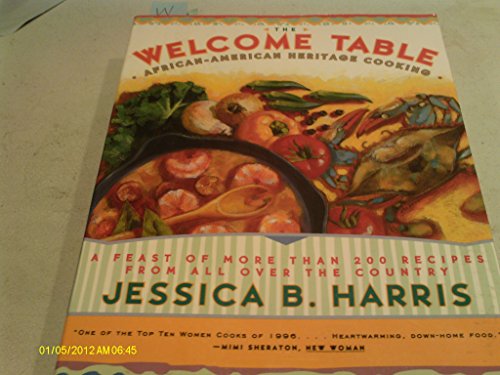 W
THE
WELCOME TABLE
AFRICAN-AMERICAN HERITAGE COOKING
A FEAST OF MORE THAN 200 RECIPES
FROM ALL OVER THE COUNTRY
JESSICA B. HARRIS
"ONE OF THE TOP TEN WOMEN COOKS OF 1996. . . . HEARTWARMING, DOWN-HOME FOOD."
—MIMI SHERATON, NEW WOMAN
01/05/2012 AM 06:45